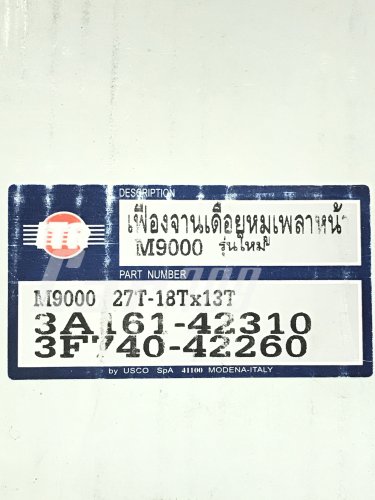 DESCRIPTION
เฟืองจานเดือยหมูเพลาหน้า
M9000 รุ่นใหม่
PART NUMBER
M9000 27T-18Tx13T
3A161-42310
3F740-42260
by USCO SpA 41100 MODENA-ITALY